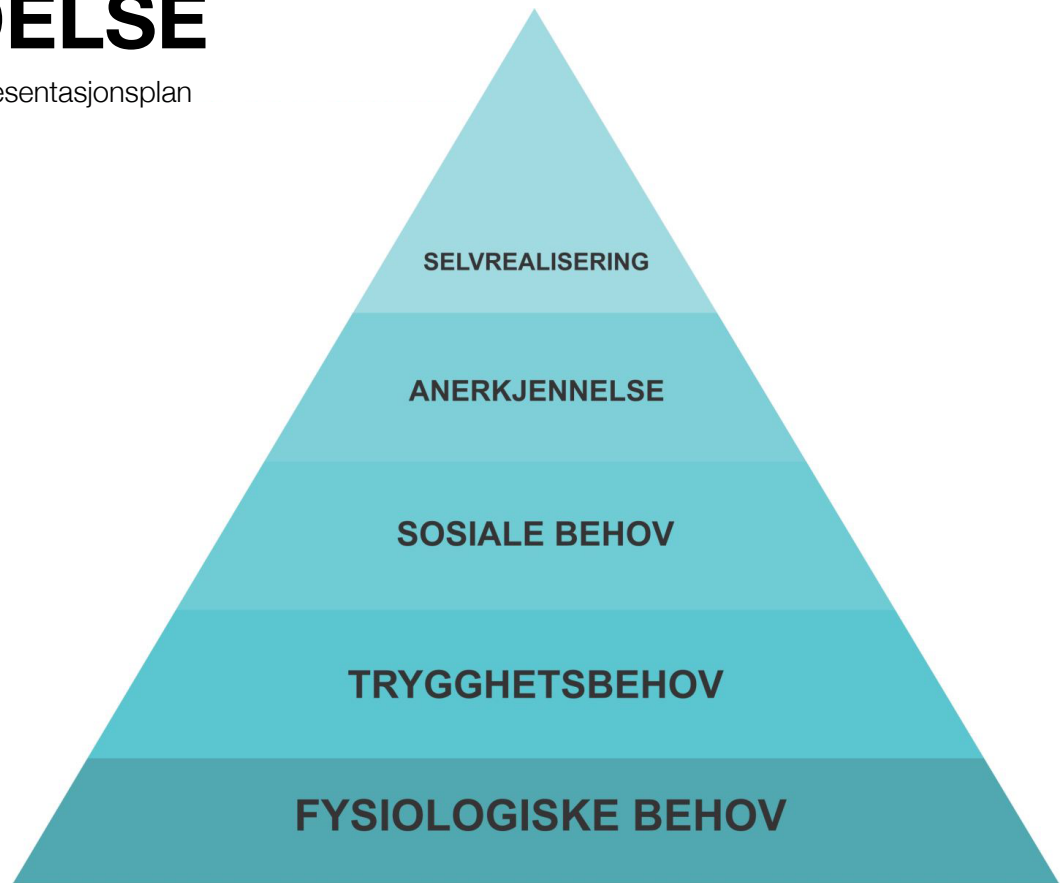 DELSE
esentasjonsplan
SELVREALISERING
ANERKJENNELSE
SOSIALE BEHOV
TRYGGHETSBEHOV
FYSIOLOGISKE BEHOV